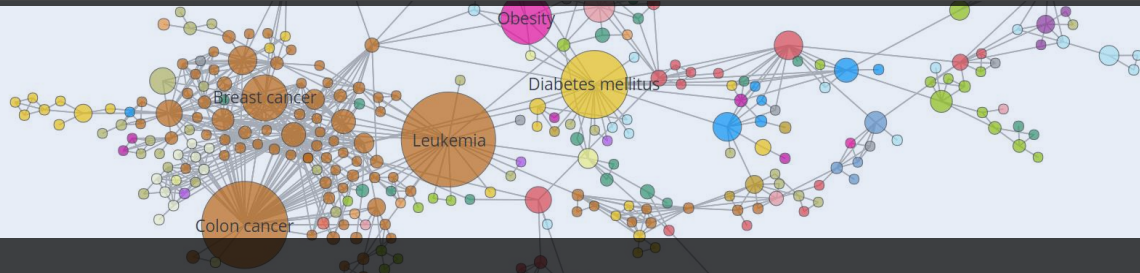 Obesity
Diabetes mellitus
Breast cancer
Leukemia
Colon cancer